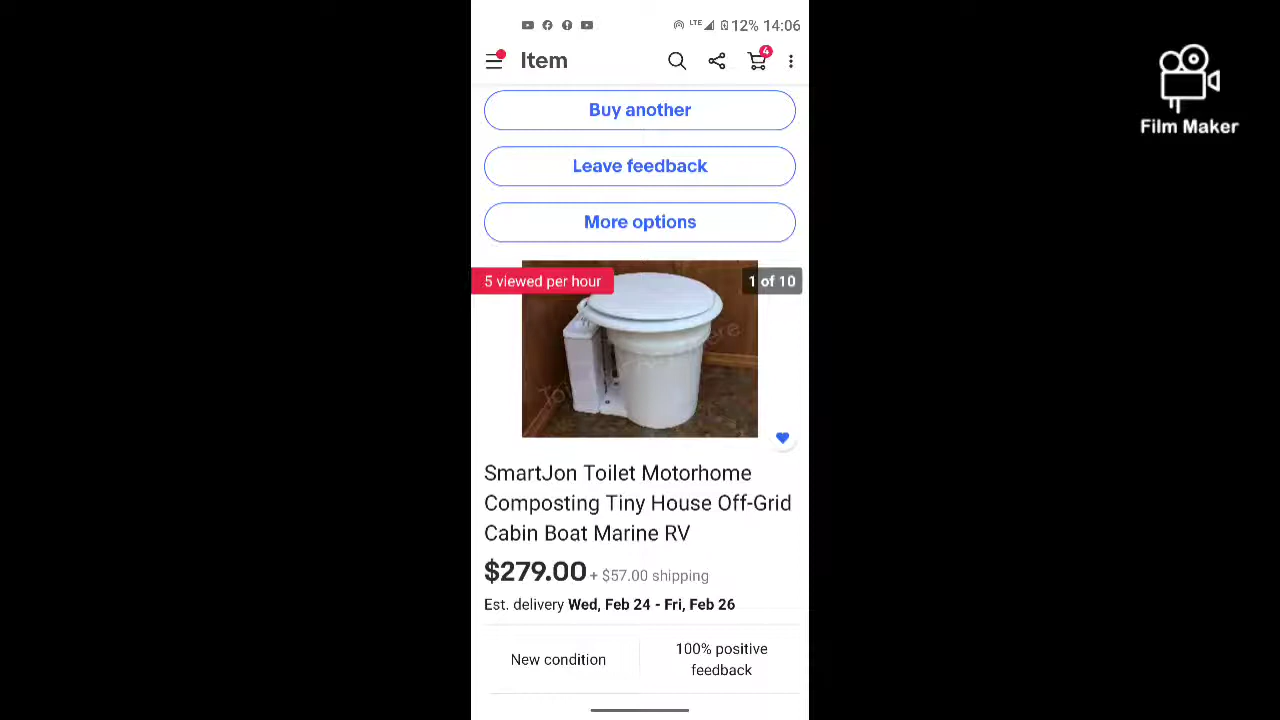 LTE 12% 14:06
Item
4
Buy another
Leave feedback
More options
5 viewed per hour
1 of 10
SmartJon Toilet Motorhome
Composting Tiny House Off-Grid
Cabin Boat Marine RV
$279.00 + $57.00 shipping
Est. delivery Wed, Feb 24 - Fri, Feb 26
New condition
100% positive
feedback
Film Maker